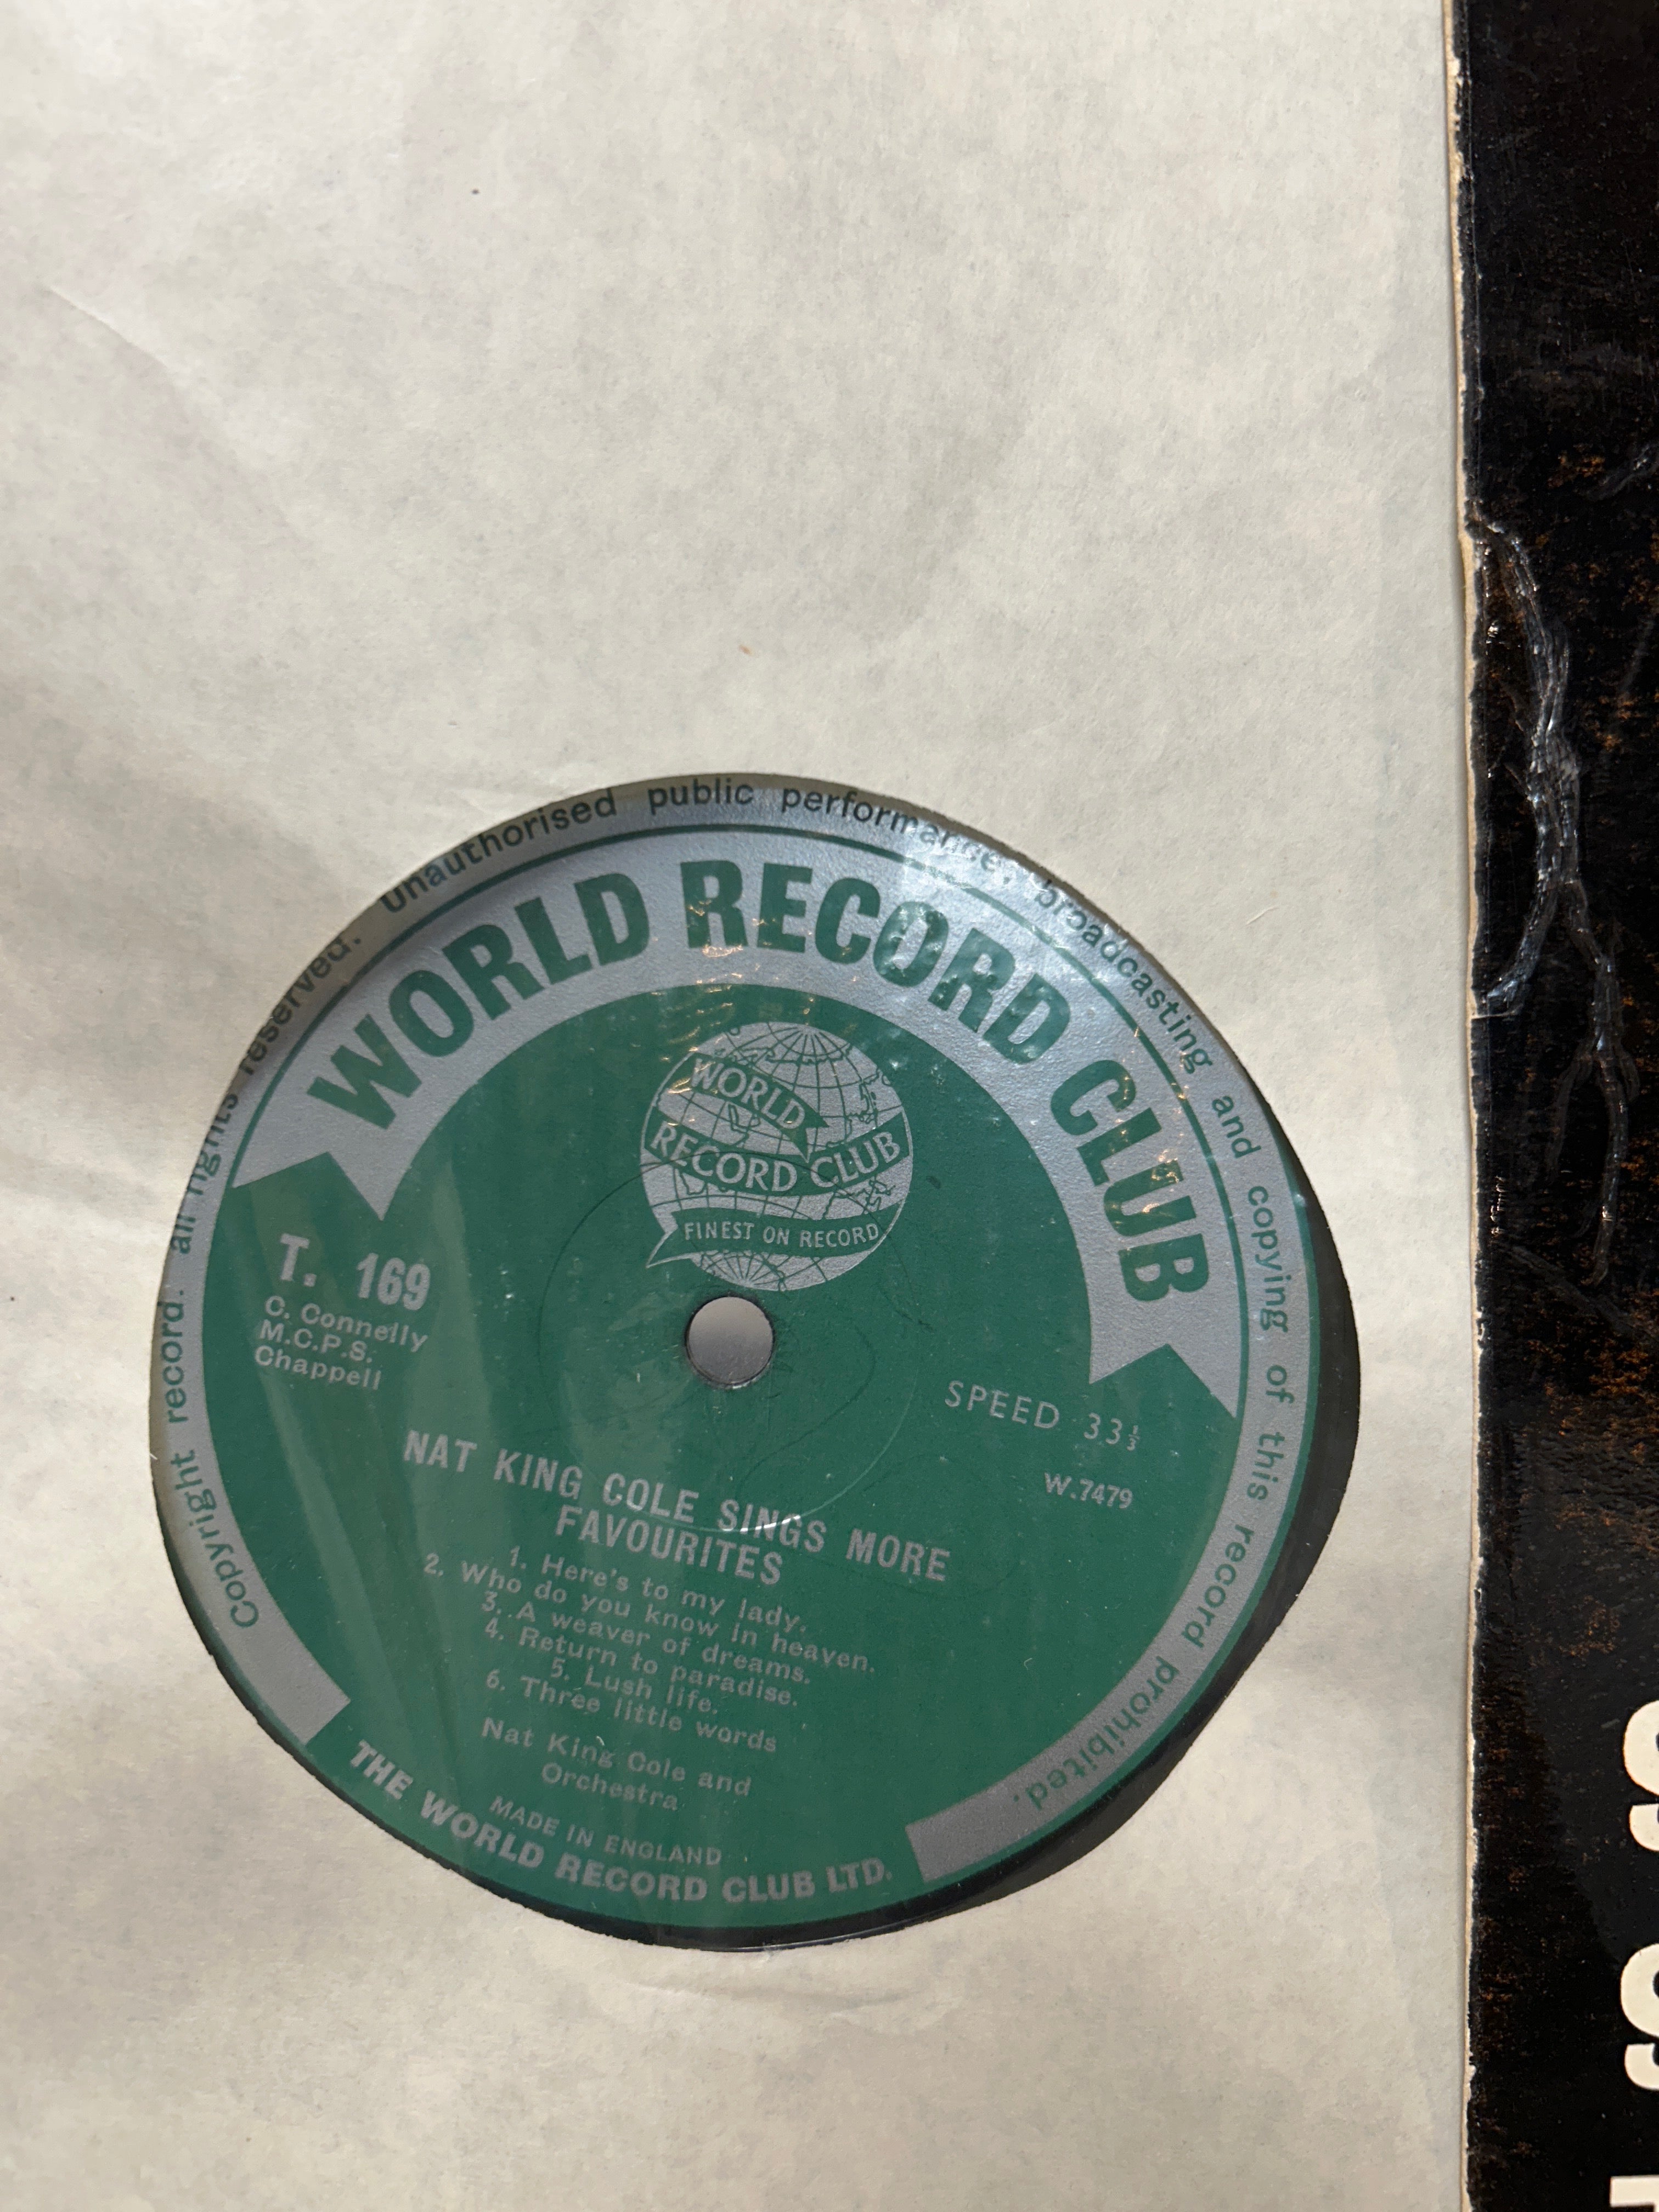 Copyright record. all rights reserved. Unauthorised public performance, broadcasting and copying of this record prohibited.
WORLD RECORD CLUB
WORLD
RECORD CLUB
FINEST ON RECORD
T. 169
C. Connelly
M.C.P.S.
Chappell
SPEED 33⅓
W.7479
NAT KING COLE SINGS MORE
FAVOURITES
1. Here's to my lady.
2. Who do you know in heaven.
3. A weaver of dreams.
4. Return to paradise.
5. Lush life.
6. Three little words
Nat King Cole and
Orchestra
MADE IN ENGLAND
THE WORLD RECORD CLUB LTD.